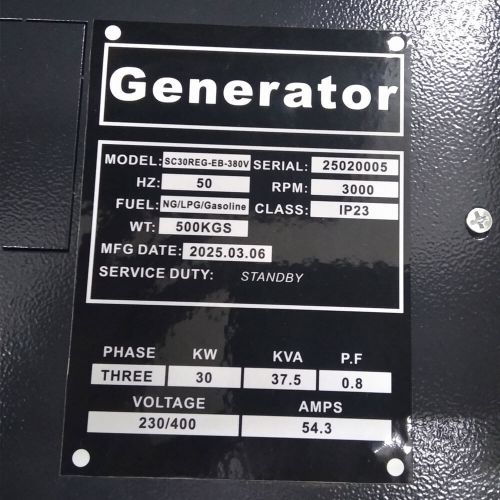 Generator
MODEL: SC30REG-EB-380V SERIAL: 25020005
HZ: 50 RPM: 3000
FUEL: NG/LPG/Gasoline CLASS: IP23
WT: 500KGS
MFG DATE: 2025.03.06
SERVICE DUTY: STANDBY
PHASE KW KVA P.F
THREE 30 37.5 0.8
VOLTAGE AMPS
230/400 54.3